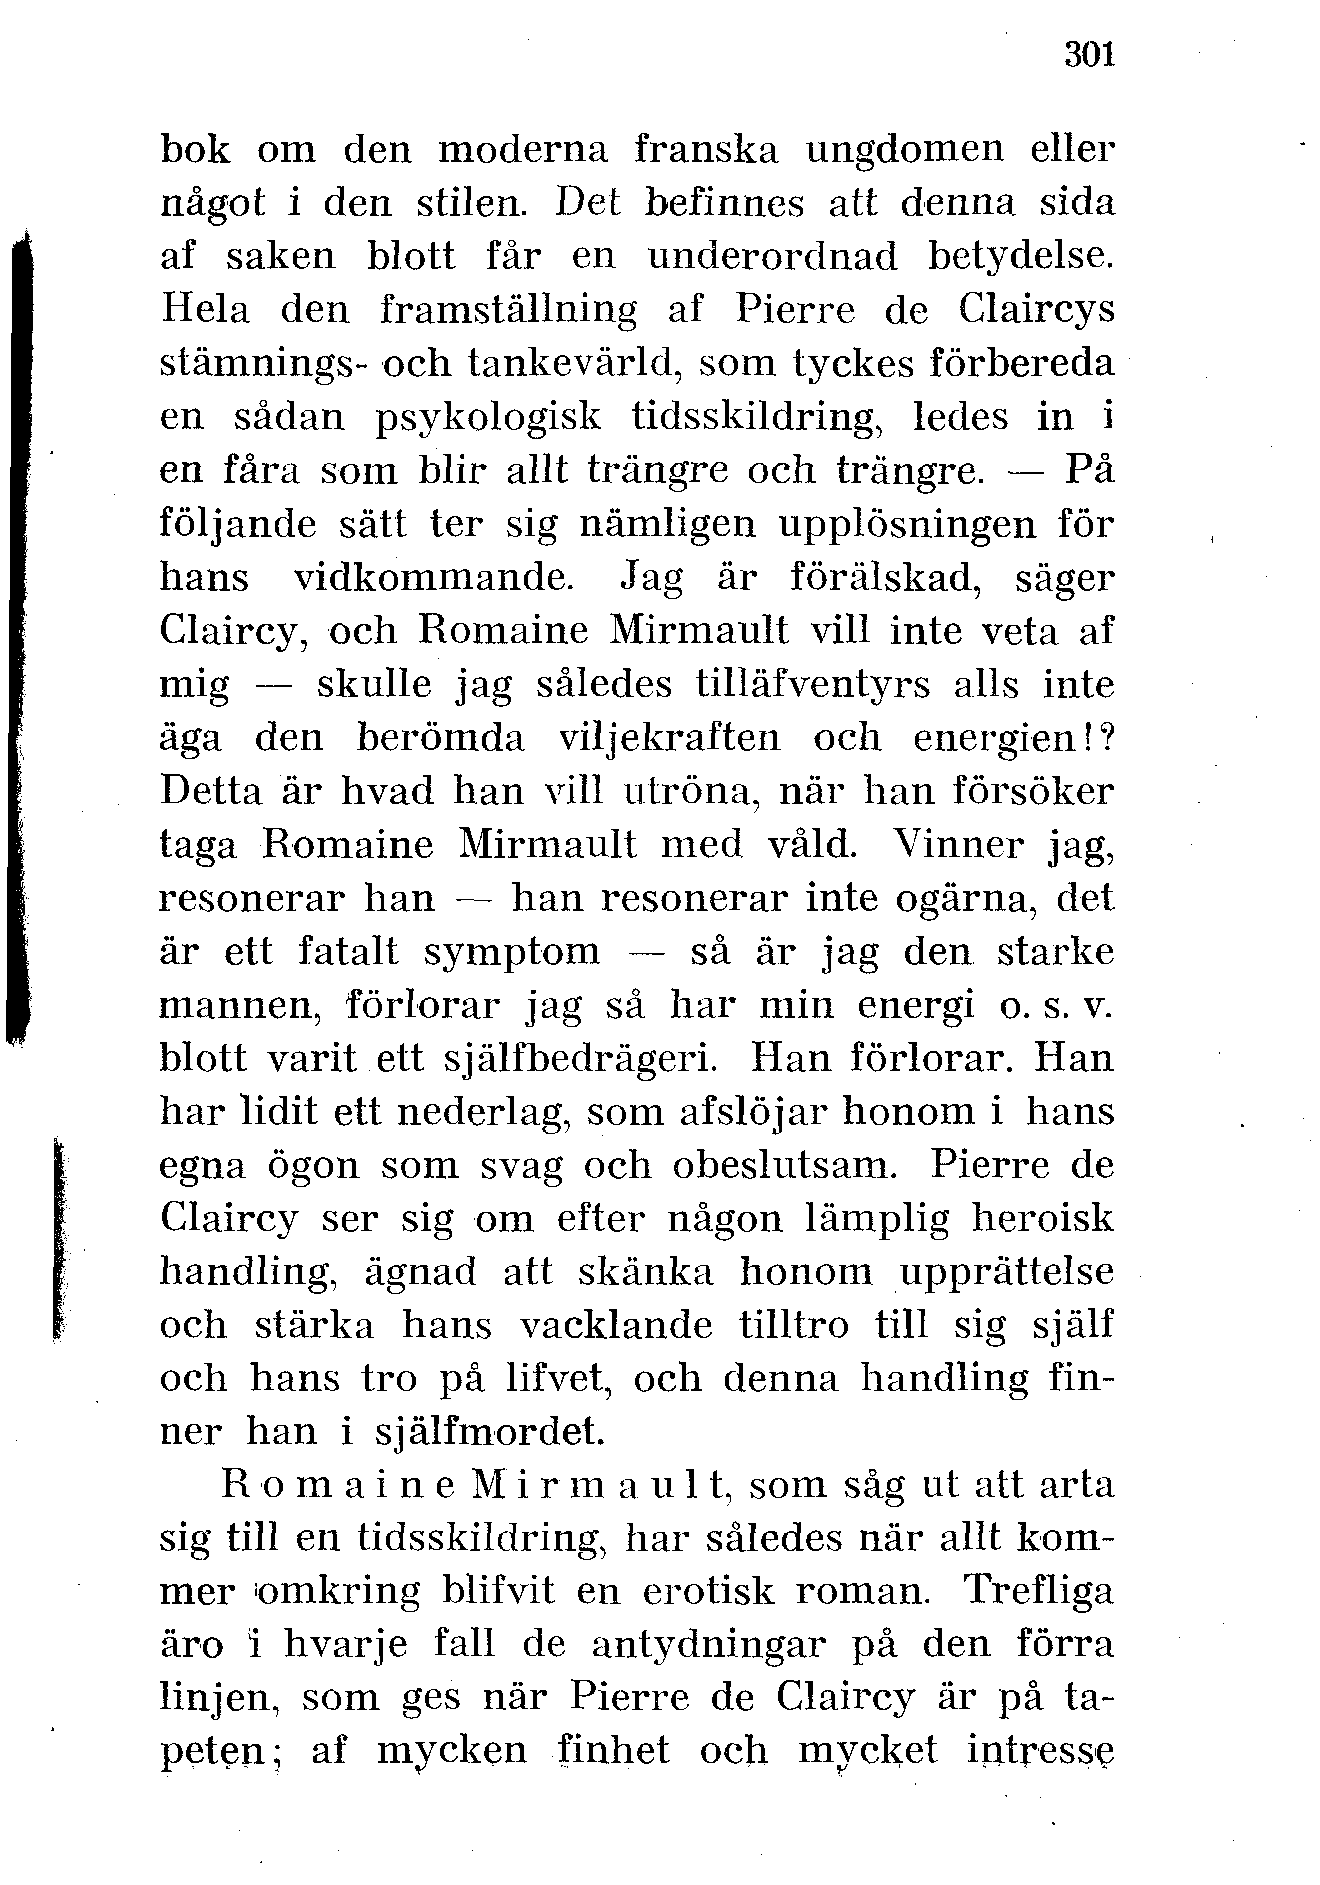 301
bok om den moderna franska ungdomen eller
något i den stilen. Det befinnes att denna sida
af saken blott får en underordnad betydelse.
Hela den framställning af Pierre de Claircys
stämnings- och tankevärld, som tyckes förbereda
en sådan psykologisk tidsskildring, ledes in i
en fåra som blir allt trängre och trängre. — På
följande sätt ter sig nämligen upplösningen för
hans vidkommande. Jag är förälskad, säger
Claircy, och Romaine Mirmault vill inte veta af
mig — skulle jag således tilläfventyrs alls inte
äga den berömda viljekraften och energien!?
Detta är hvad han vill utröna, när han försöker
taga Romaine Mirmault med våld. Vinner jag,
resonerar han — han resonerar inte ogärna, det
är ett fatalt symptom — så är jag den starke
mannen, förlorar jag så har min energi o. s. v.
blott varit ett själfbedrägeri. Han förlorar. Han
har lidit ett nederlag, som afslöjar honom i hans
egna ögon som svag och obeslutsam. Pierre de
Claircy ser sig om efter någon lämplig heroisk
handling, ägnad att skänka honom upprättelse
och stärka hans vacklande tilltro till sig själf
och hans tro på lifvet, och denna handling fin-
ner han i själfmordet.
Romaine Mirmault, som såg ut att arta
sig till en tidsskildring, har således när allt kom-
mer omkring blifvit en erotisk roman. Trefliga
äro i hvarje fall de antydningar på den förra
linjen, som ges när Pierre de Claircy är på ta-
peten; af mycken finhet och mycket intresse